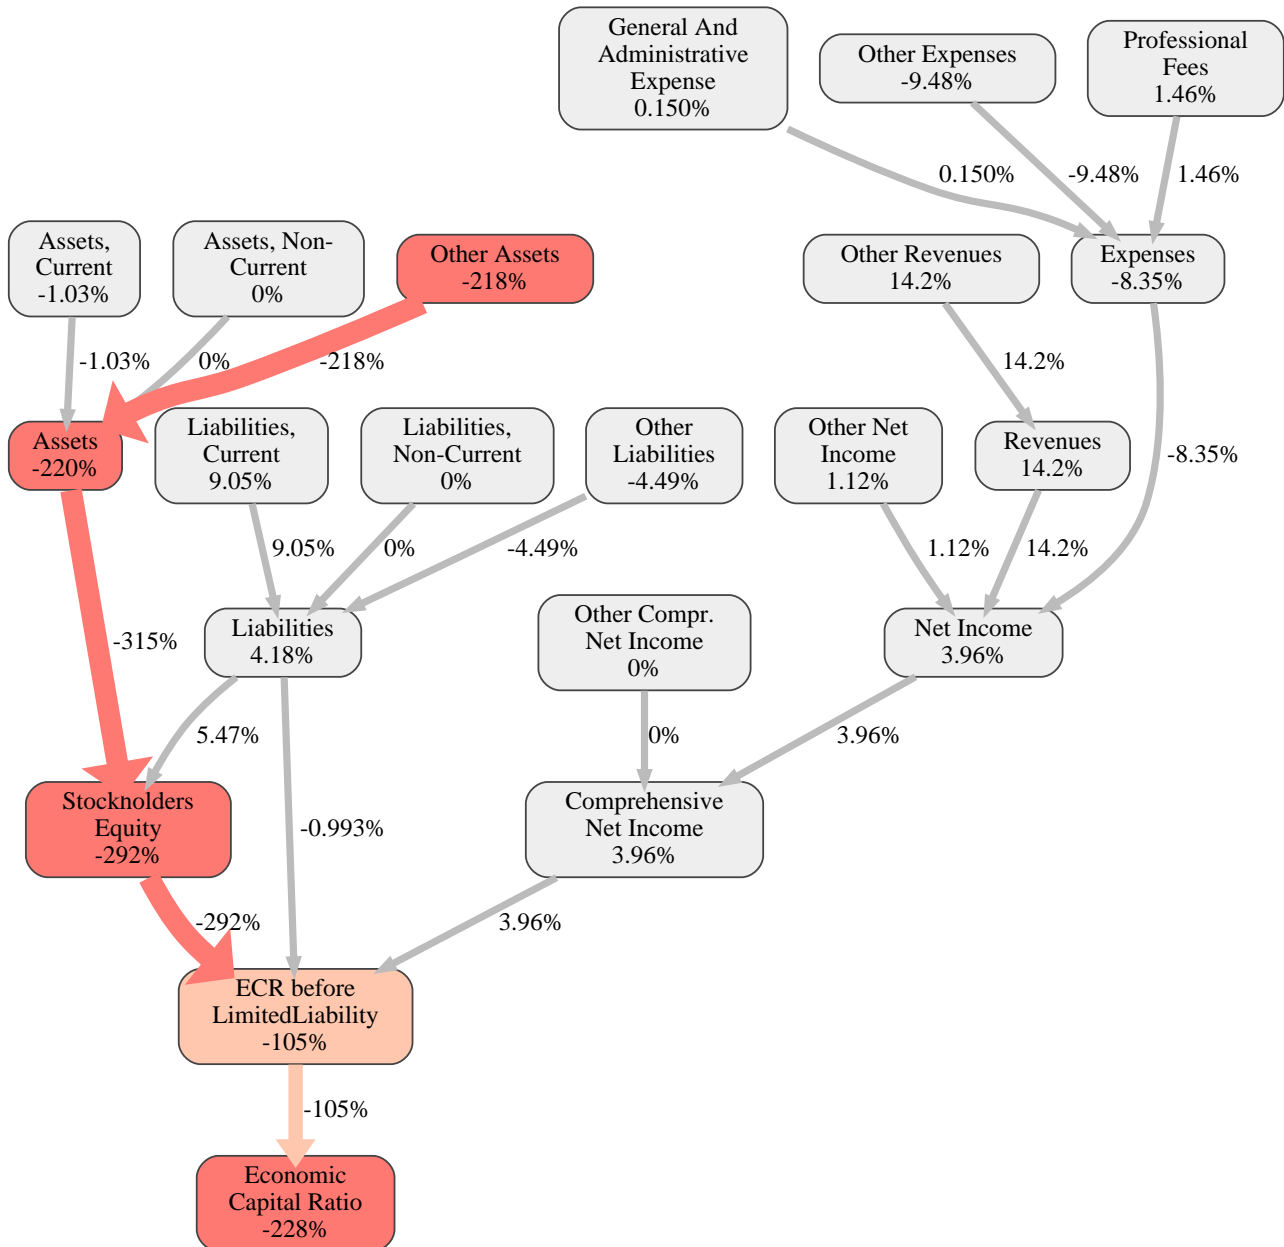 General And
Administrative
Expense
0.150%
Other Expenses
-9.48%
Professional
Fees
1.46%
0.150%
-9.48%
1.46%
Assets,
Current
-1.03%
Assets, Non-
Current
0%
Other Assets
-218%
Other Revenues
14.2%
Expenses
-8.35%
-1.03%
0%
-218%
14.2%
Assets
-220%
Liabilities,
Current
9.05%
Liabilities,
Non-Current
0%
Other
Liabilities
-4.49%
Other Net
Income
1.12%
Revenues
14.2%
-8.35%
9.05%
0%
-4.49%
1.12%
14.2%
-315%
Liabilities
4.18%
Other Compr.
Net Income
0%
Net Income
3.96%
5.47%
-0.993%
0%
3.96%
Stockholders
Equity
-292%
Comprehensive
Net Income
3.96%
-292%
3.96%
ECR before
LimitedLiability
-105%
-105%
Economic
Capital Ratio
-228%